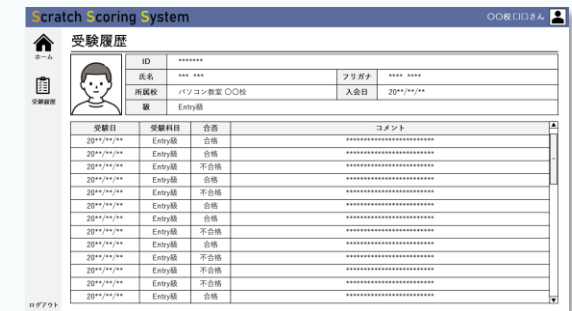 Scratch Scoring System
〇〇校口口さん
ホーム
受験履歴
ログアウト
受験履歴
ID *******
氏名 *** *** フリガナ **** ****
所属校 パソコン教室 〇〇校 入会日 20**/**/**
級 Entry級
受験日 受験科目 合否 コメント
20**/**/** Entry級 合格 ************************
20**/**/** Entry級 合格 ************************
20**/**/** Entry級 不合格 ************************
20**/**/** Entry級 合格 ************************
20**/**/** Entry級 不合格 ************************
20**/**/** Entry級 合格 ************************
20**/**/** Entry級 合格 ************************
20**/**/** Entry級 不合格 ************************
20**/**/** Entry級 合格 ************************
20**/**/** Entry級 不合格 ************************
20**/**/** Entry級 不合格 ************************
20**/**/** Entry級 不合格 ************************
20**/**/** Entry級 合格 ************************